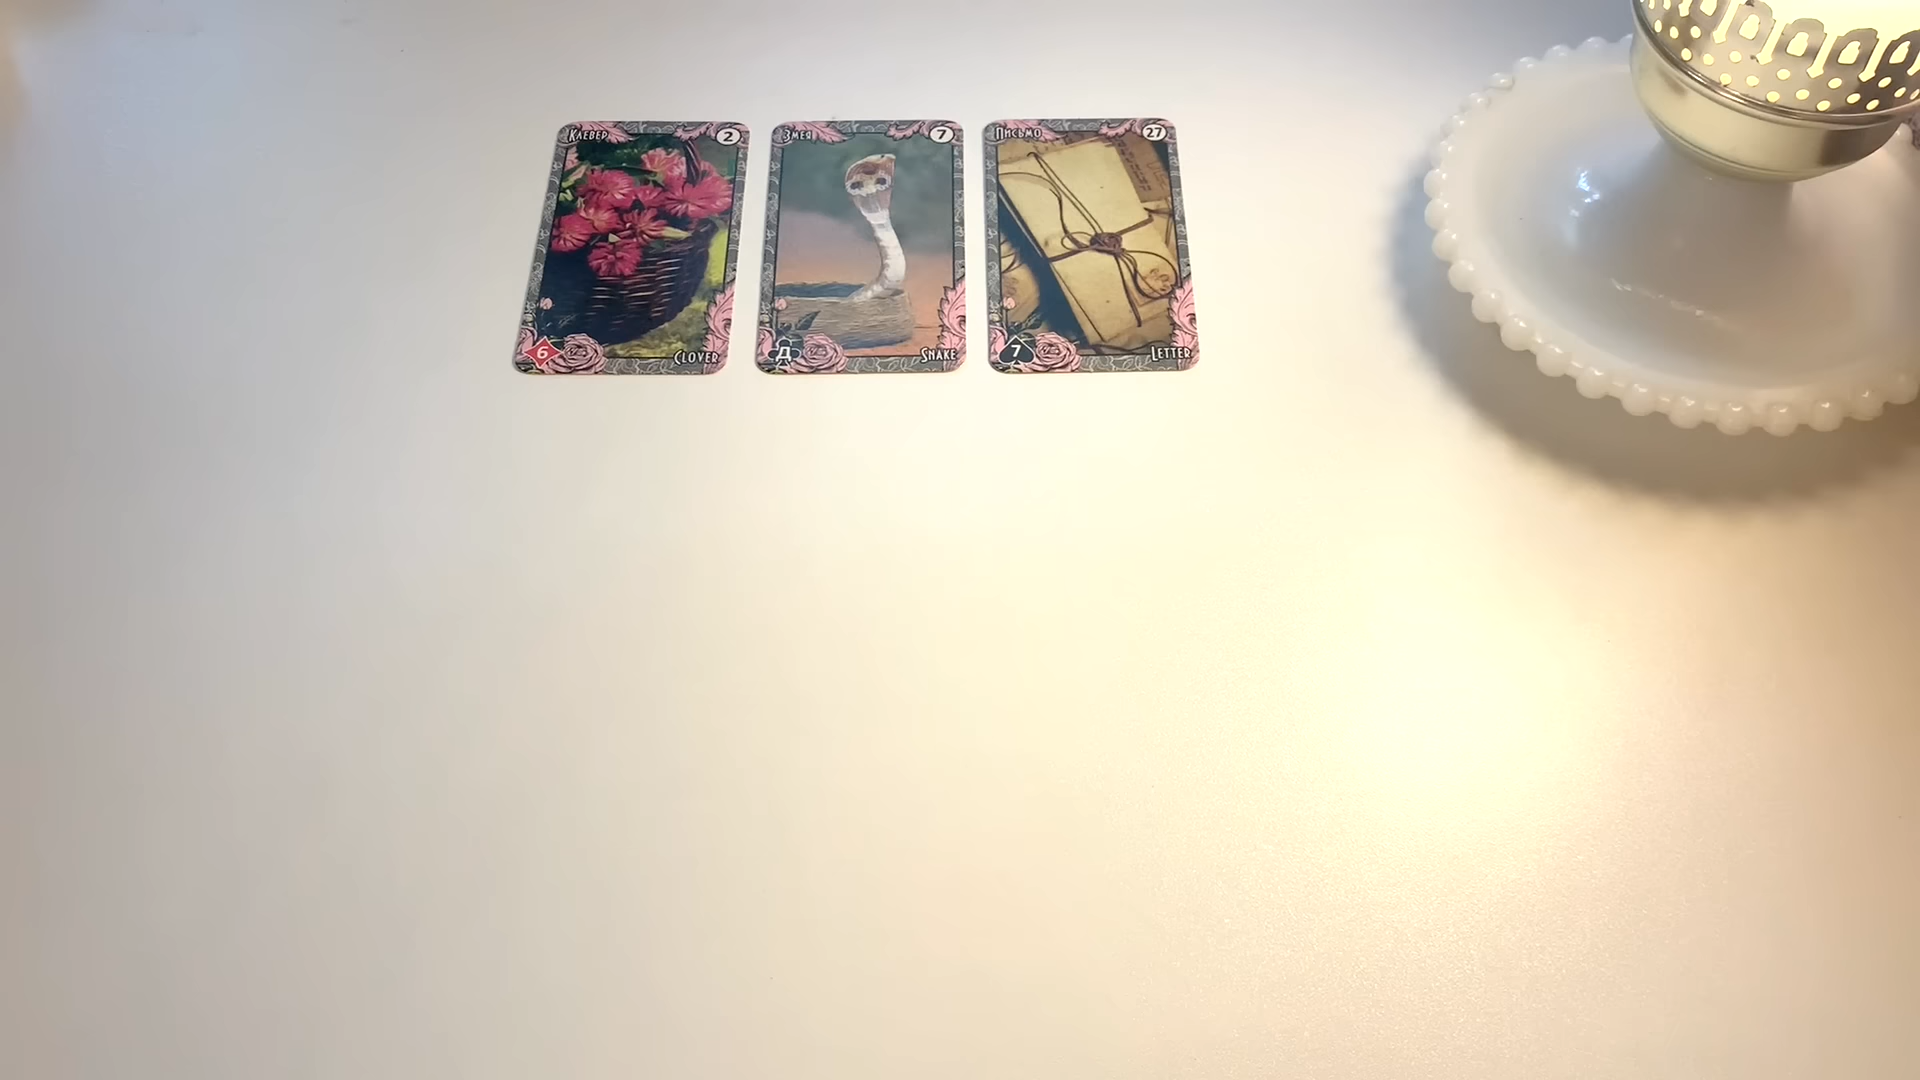 Клевер 2
6 Clover
Змея 7
Д Snake
Письмо 27
7 Letter